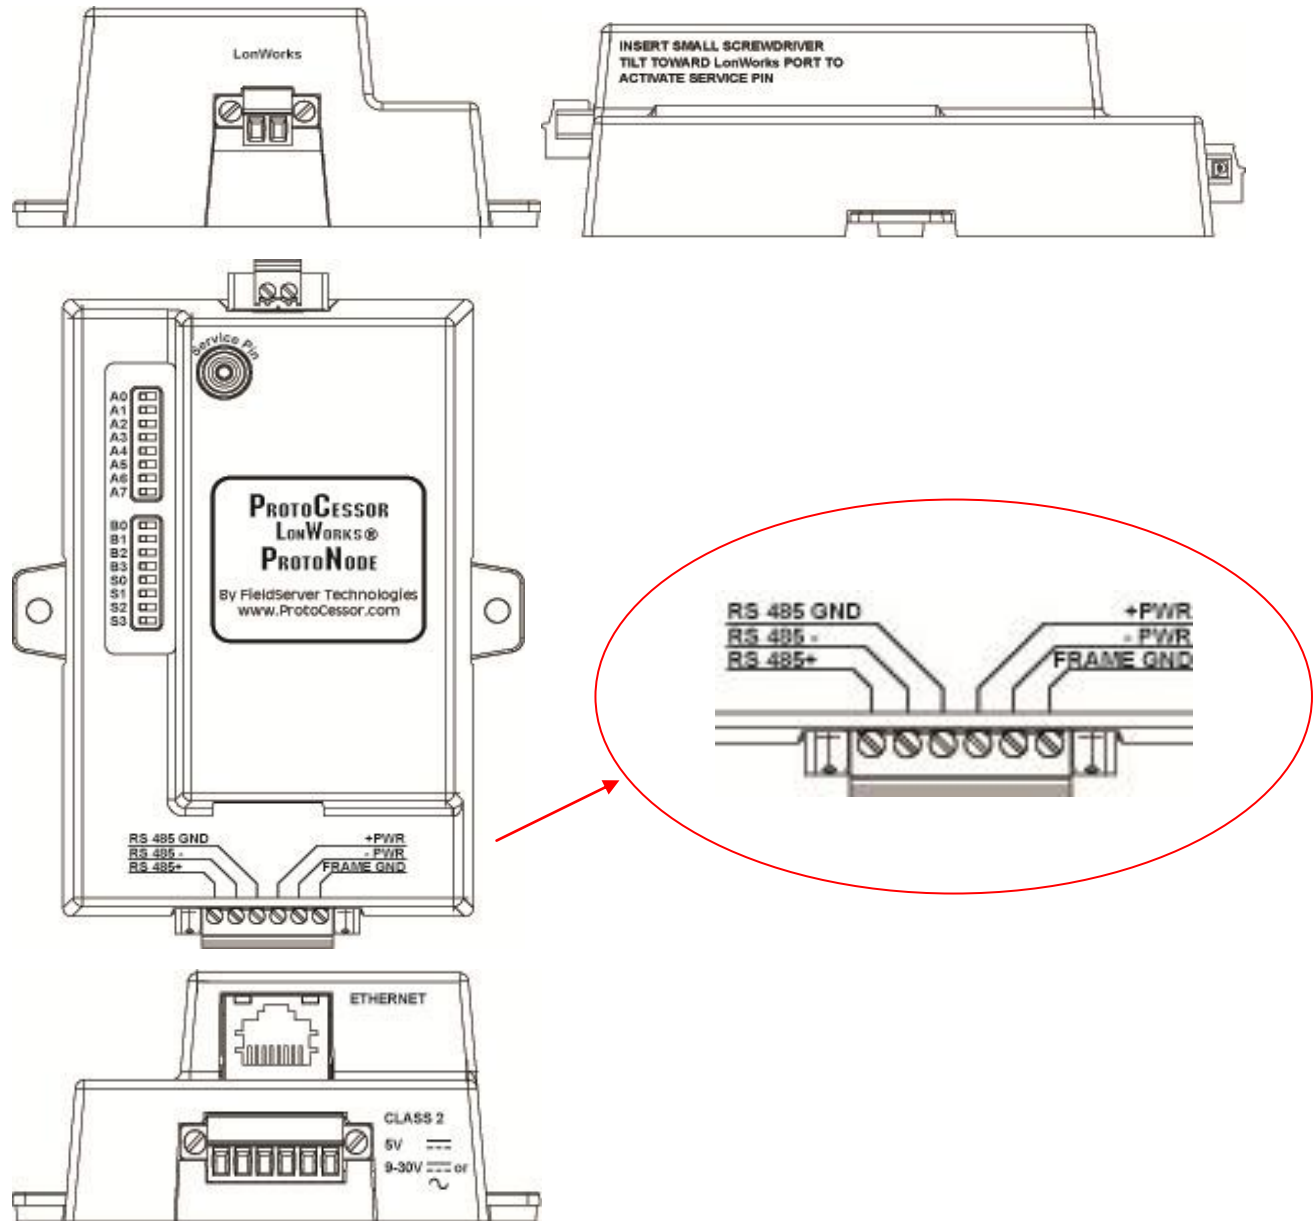 LonWorks
INSERT SMALL SCREWDRIVER
TILT TOWARD LonWorks PORT TO
ACTIVATE SERVICE PIN
Service Pin
A0
A1
A2
A3
A4
A5
A6
A7
B0
B1
B2
B3
S0
S1
S2
S3
PROTOCESSOR
LONWORKS®
PROTONODE
By FieldServer Technologies
www.ProtoCessor.com
RS 485 GND
RS 485 -
RS 485+
+PWR
- PWR
FRAME GND
RS 485 GND
RS 485 -
RS 485+
+PWR
- PWR
FRAME GND
ETHERNET
CLASS 2
5V
9-30V or